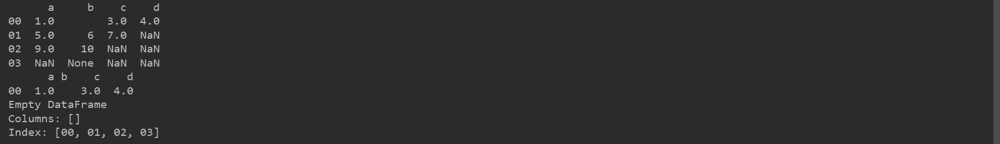 a     b    c    d
00  1.0        3.0  4.0
01  5.0     6  7.0  NaN
02  9.0    10  NaN  NaN
03  NaN  None  NaN  NaN
      a b    c    d
00  1.0    3.0  4.0
Empty DataFrame
Columns: []
Index: [00, 01, 02, 03]